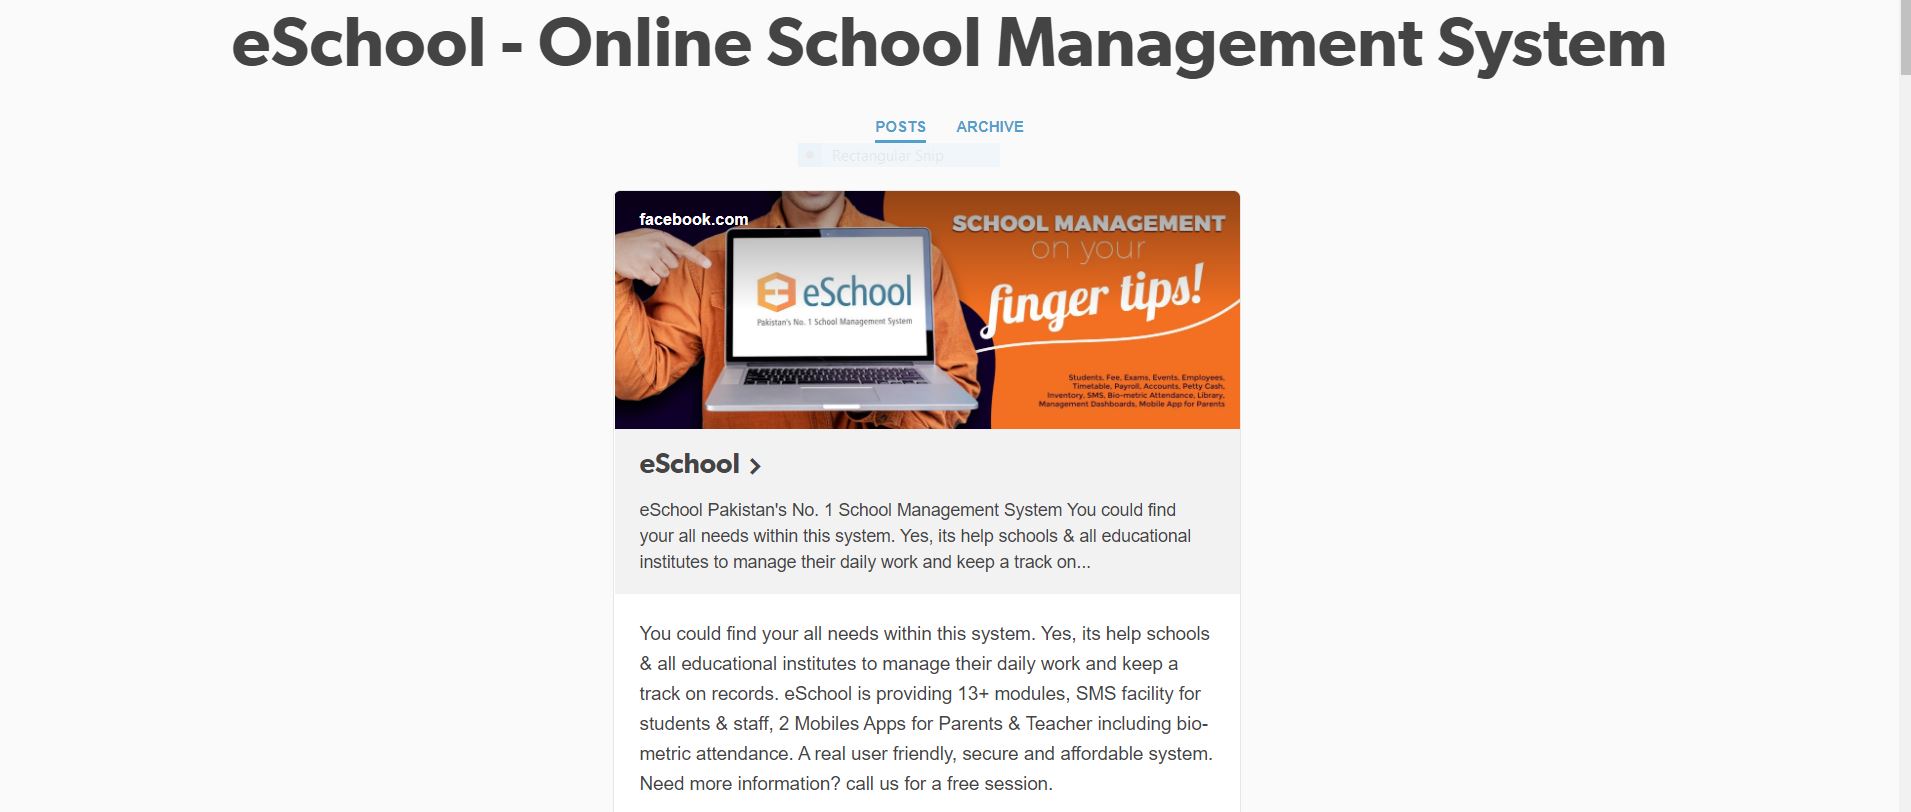 eSchool - Online School Management System
POSTS ARCHIVE
Rectangular Snip
facebook.com
SCHOOL MANAGEMENT
on your
finger tips!
eSchool
Pakistan's No. 1 School Management System
Students, Fee, Exams, Events, Employees,
Timetable, Payroll, Accounts, Petty Cash,
Inventory, SMS, Bio-metric Attendance, Library,
Management Dashboards, Mobile App for Parents
eSchool >
eSchool Pakistan's No. 1 School Management System You could find
your all needs within this system. Yes, its help schools & all educational
institutes to manage their daily work and keep a track on...
You could find your all needs within this system. Yes, its help schools
& all educational institutes to manage their daily work and keep a
track on records. eSchool is providing 13+ modules, SMS facility for
students & staff, 2 Mobiles Apps for Parents & Teacher including bio-
metric attendance. A real user friendly, secure and affordable system.
Need more information? call us for a free session.